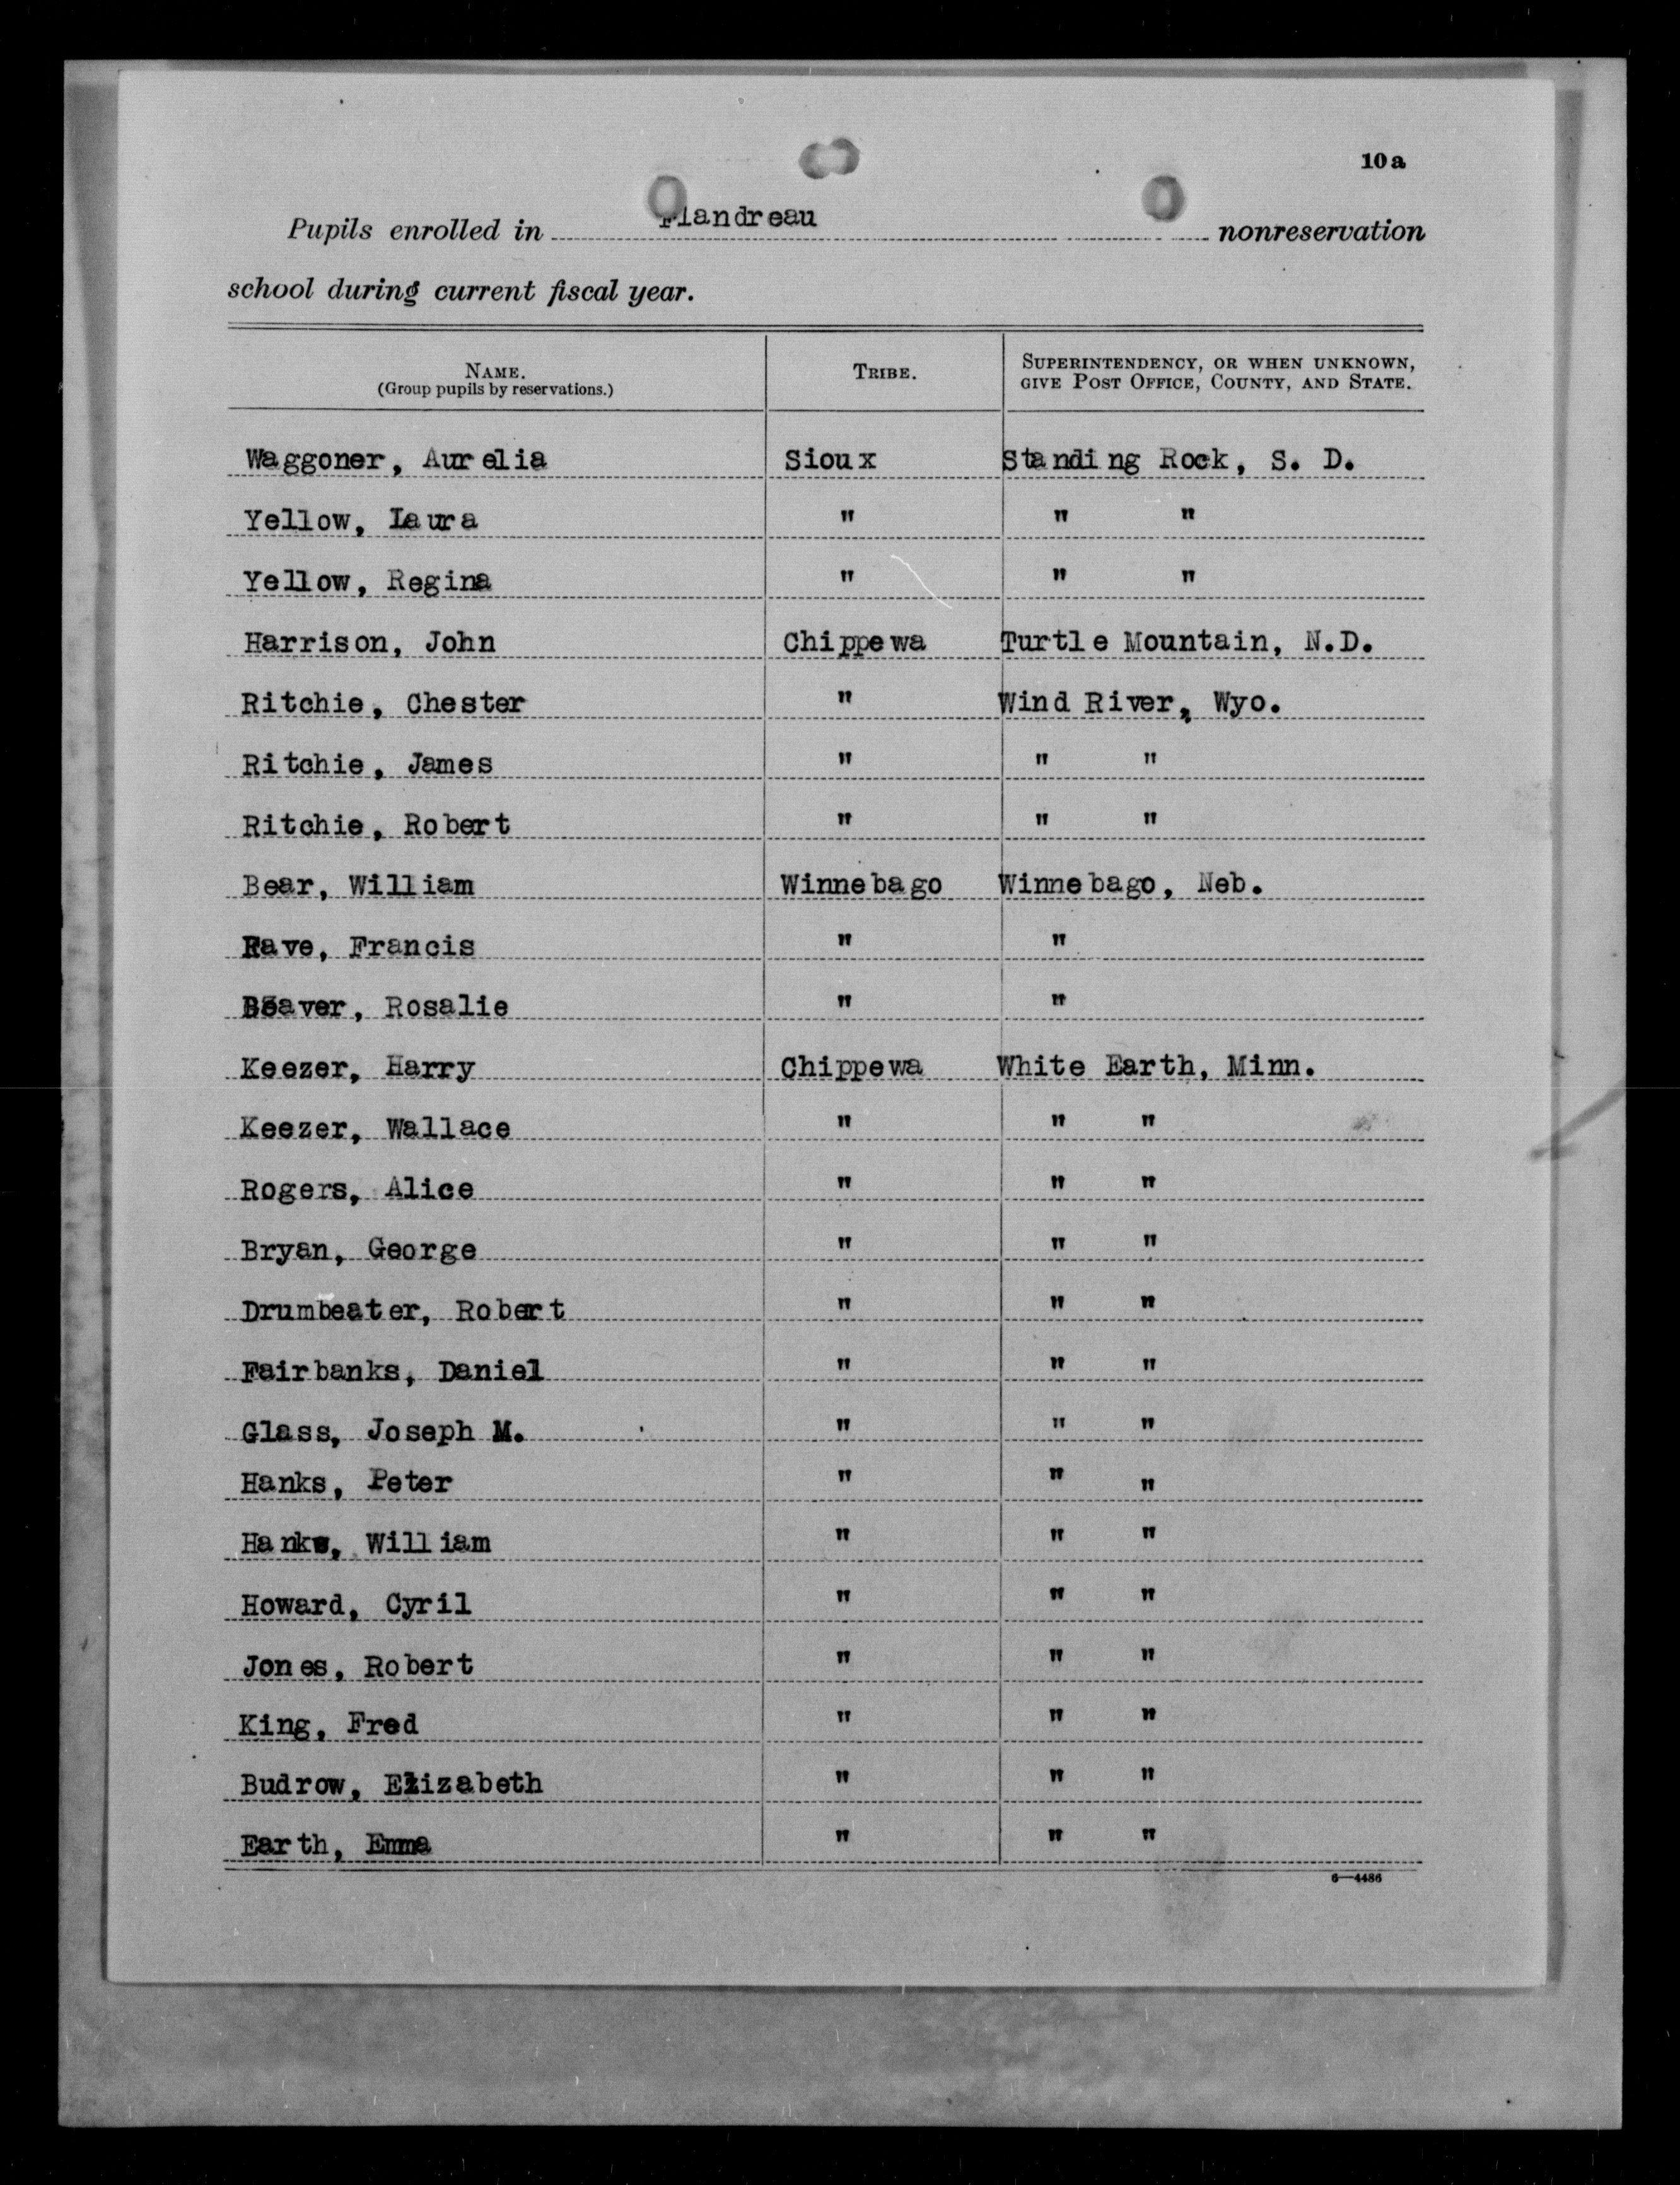 10a
Pupils enrolled in Flandreau nonreservation
school during current fiscal year.
NAME. TRIBE. SUPERINTENDENCY, OR WHEN UNKNOWN,
(Group pupils by reservations.) GIVE POST OFFICE, COUNTY, AND STATE.
Waggoner, Aurelia Sioux Standing Rock, S. D.
Yellow, Laura " " "
Yellow, Regina " " "
Harrison, John Chippewa Turtle Mountain, N.D.
Ritchie, Chester " Wind River, Wyo.
Ritchie, James " " "
Ritchie, Robert " " "
Bear, William Winnebago Winnebago, Neb.
Rave, Francis " "
Beaver, Rosalie " "
Keezer, Harry Chippewa White Earth, Minn.
Keezer, Wallace " " "
Rogers, Alice " " "
Bryan, George " " "
Drumbeater, Robert " " "
Fairbanks, Daniel " " "
Glass, Joseph M. " " "
Hanks, Peter " " "
Hanks, William " " "
Howard, Cyril " " "
Jones, Robert " " "
King, Fred " " "
Budrow, Elizabeth " " "
Earth, Emma " " "
6—4486